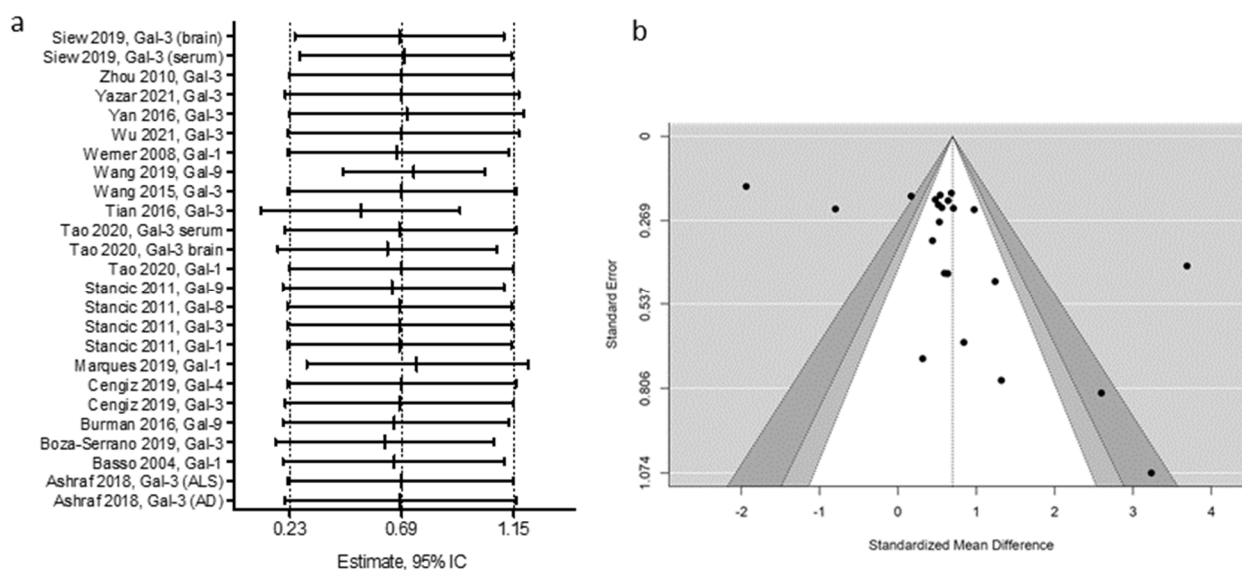 a
Siew 2019, Gal-3 (brain)
Siew 2019, Gal-3 (serum)
Zhou 2010, Gal-3
Yazar 2021, Gal-3
Yan 2016, Gal-3
Wu 2021, Gal-3
Werner 2008, Gal-1
Wang 2019, Gal-9
Wang 2015, Gal-3
Tian 2016, Gal-3
Tao 2020, Gal-3 serum
Tao 2020, Gal-3 brain
Tao 2020, Gal-1
Stancic 2011, Gal-9
Stancic 2011, Gal-8
Stancic 2011, Gal-3
Stancic 2011, Gal-1
Marques 2019, Gal-1
Cengiz 2019, Gal-4
Cengiz 2019, Gal-3
Burman 2016, Gal-9
Boza-Serrano 2019, Gal-3
Basso 2004, Gal-1
Ashraf 2018, Gal-3 (ALS)
Ashraf 2018, Gal-3 (AD)
0.23 0.69 1.15
Estimate, 95% IC
b
Standard Error
0
0.269
0.537
0.806
1.074
-2 -1 0 1 2 3 4
Standardized Mean Difference